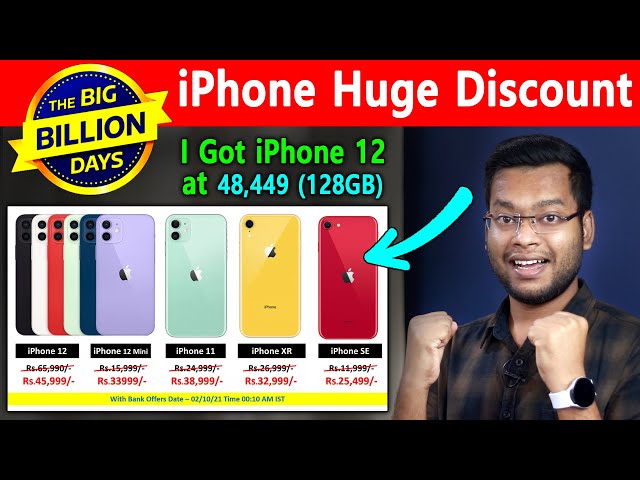 THE BIG
BILLION
DAYS
iPhone Huge Discount
I Got iPhone 12
at 48,449 (128GB)
iPhone
iPhone 12
iPhone 12 Mini
iPhone 11
iPhone XR
iPhone SE
Rs.65,990/-
Rs.15,999/-
Rs.24,999/-
Rs.26,999/-
Rs.11,999/-
Rs.45,999/-
Rs.33999/-
Rs.38,999/-
Rs.32,999/-
Rs.25,499/-
With Bank Offers Date – 02/10/21 Time 00:10 AM IST